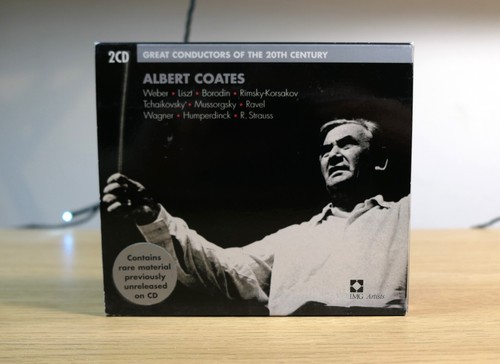 2CD GREAT CONDUCTORS OF THE 20TH CENTURY
ALBERT COATES
Weber • Liszt • Borodin • Rimsky-Korsakov
Tchaikovsky • Mussorgsky • Ravel
Wagner • Humperdinck • R. Strauss
Contains
rare material
previously
unreleased
on CD
IMG Artists